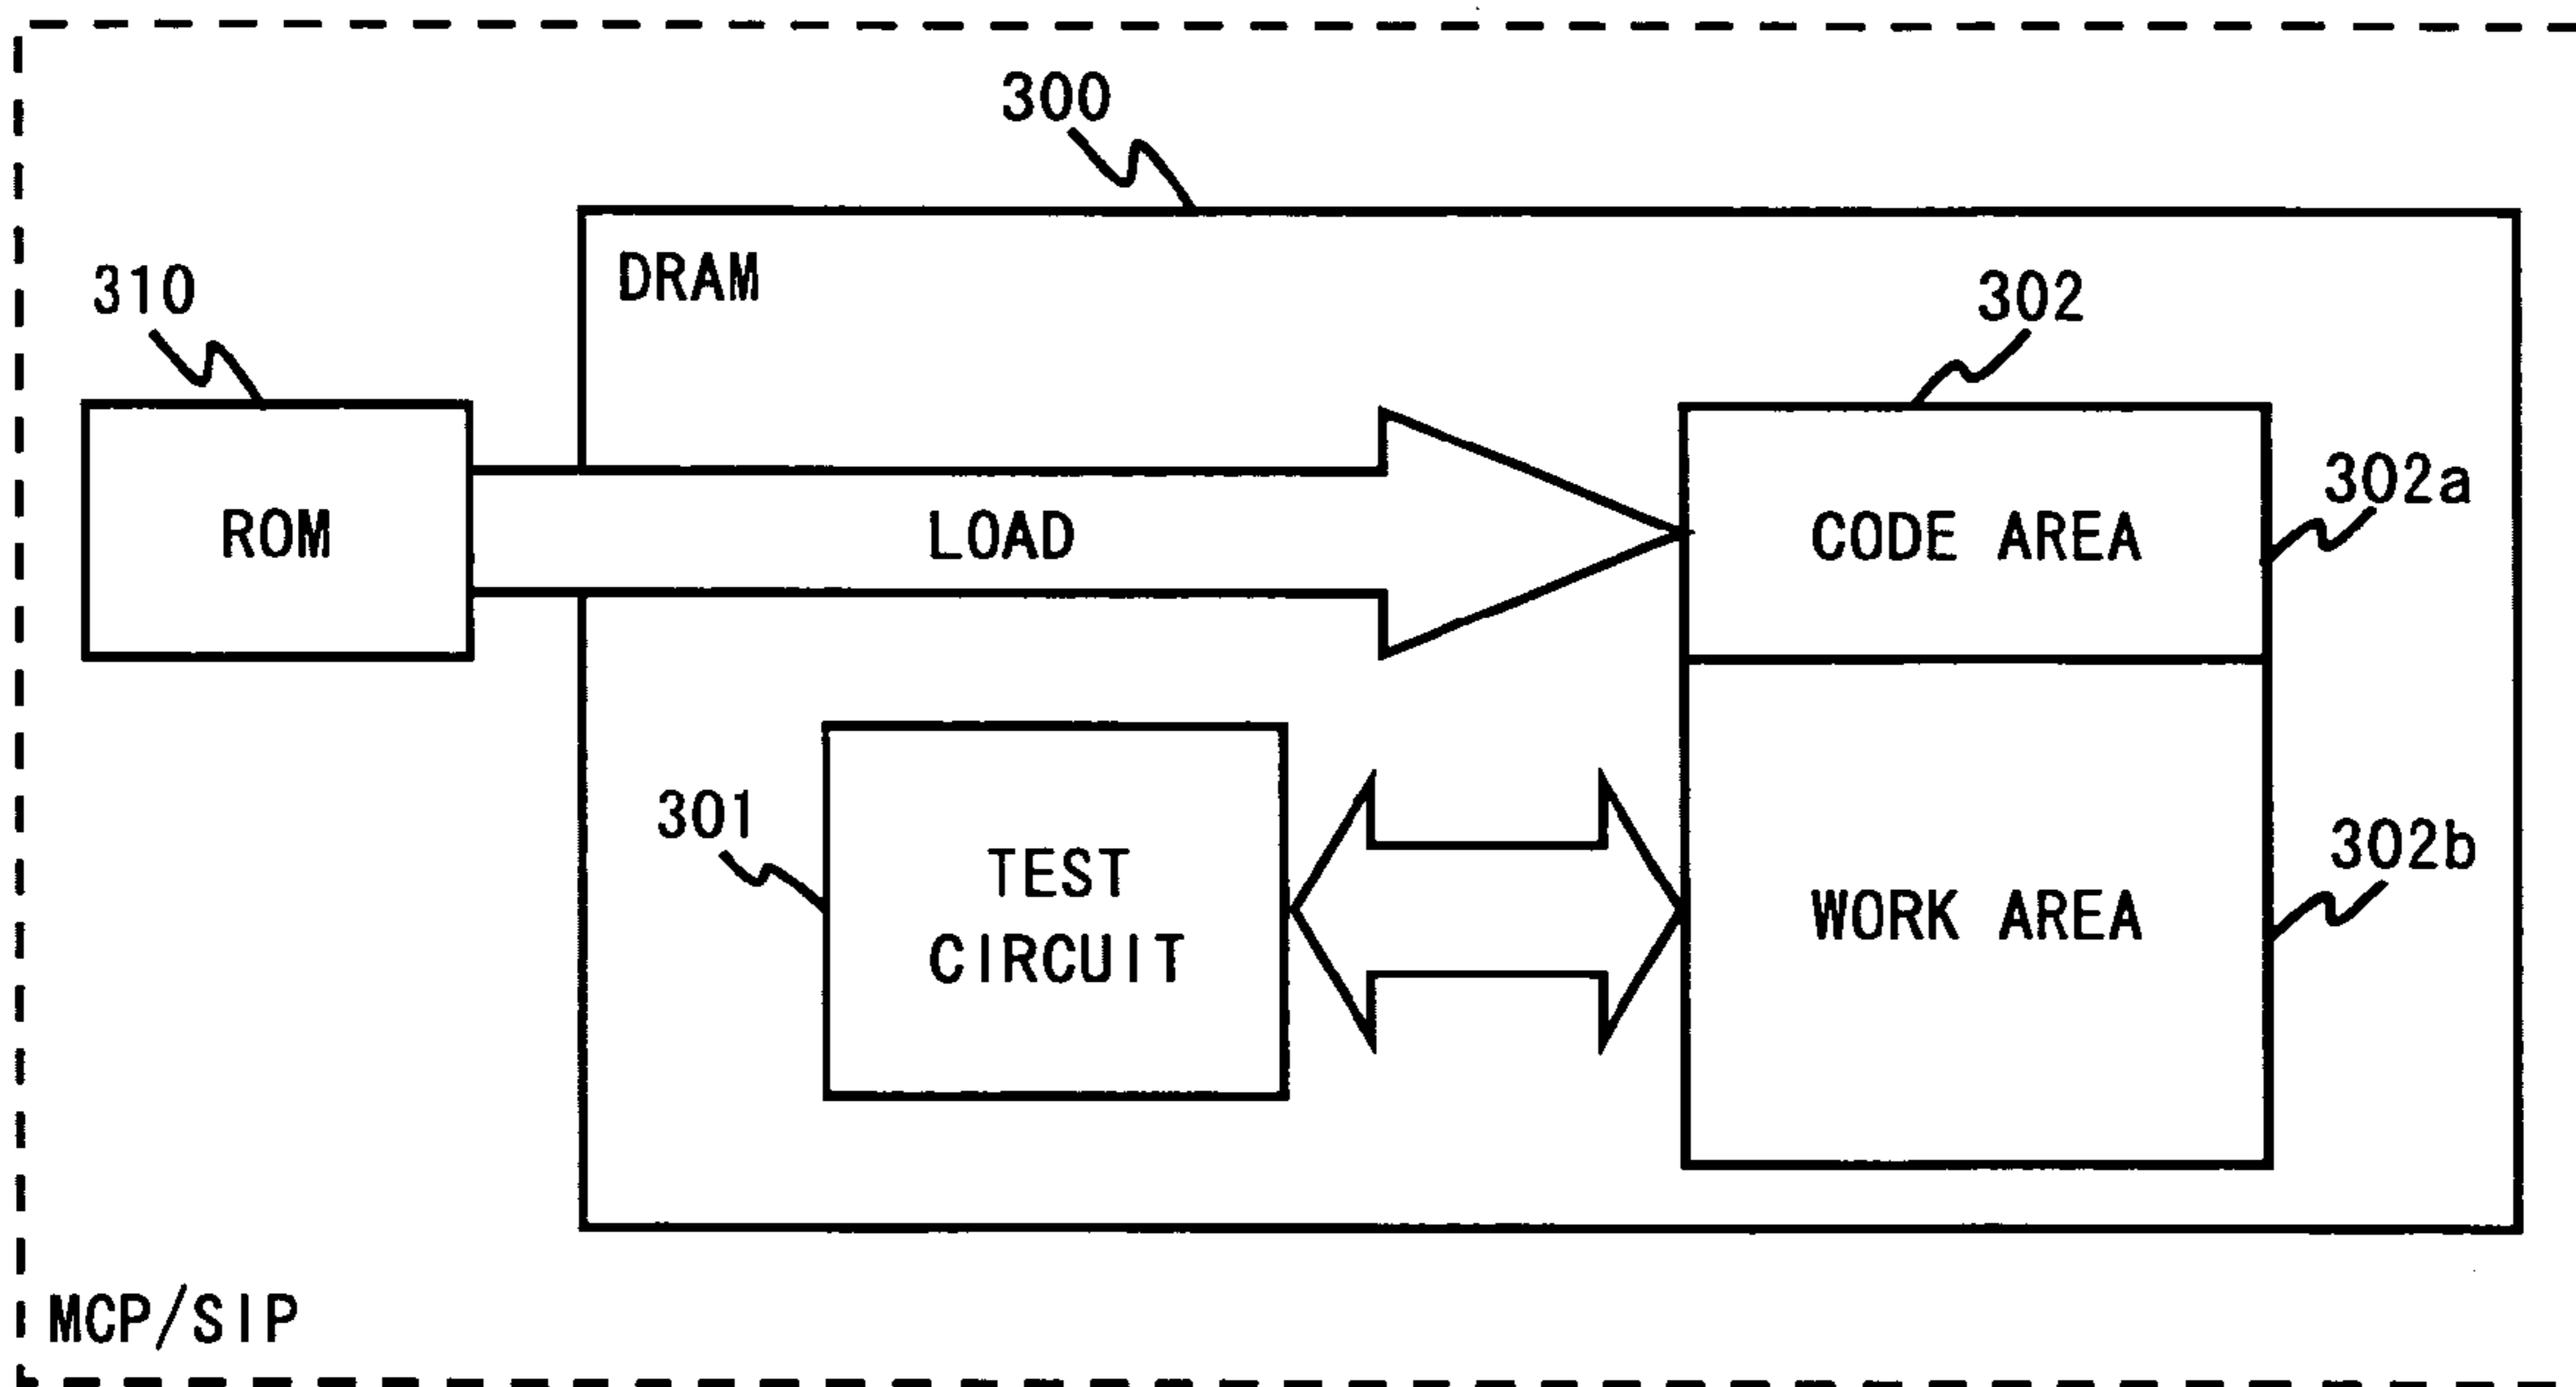 300
DRAM
310
302
302a
ROM
LOAD
CODE AREA
301
TEST
CIRCUIT
302b
WORK AREA
MCP/SIP